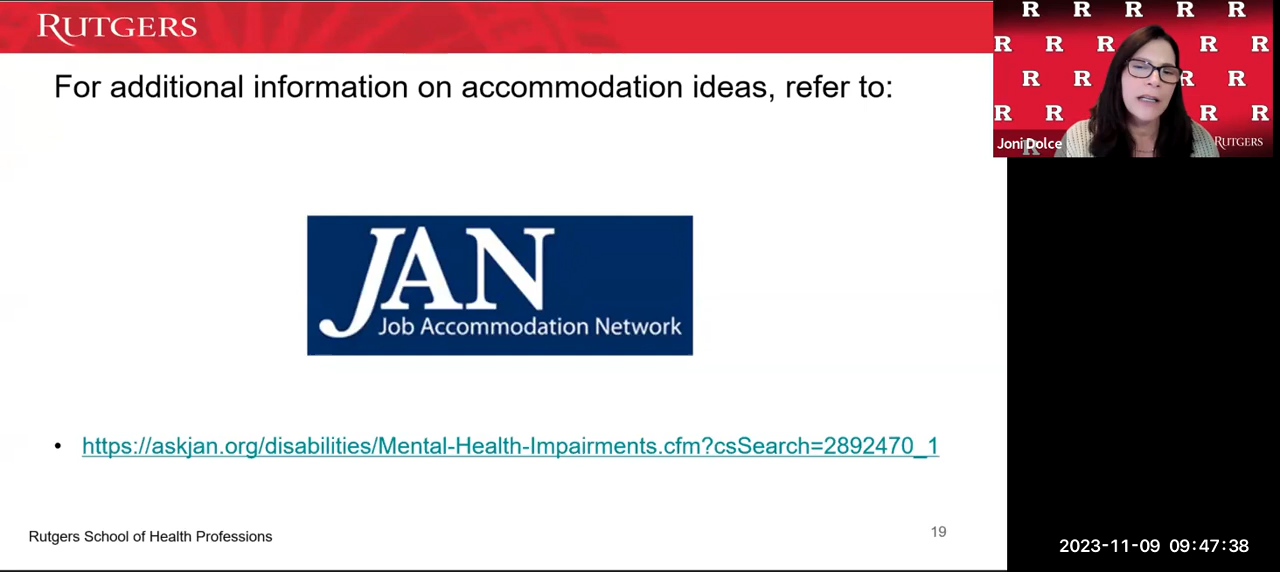 RUTGERS
For additional information on accommodation ideas, refer to:
JAN
Job Accommodation Network
• https://askjan.org/disabilities/Mental-Health-Impairments.cfm?csSearch=2892470_1
Rutgers School of Health Professions
19
R R R R R
R R R R R
R R R R
R R R R
Joni Dolce
R
RUTGERS
2023-11-09 09:47:38